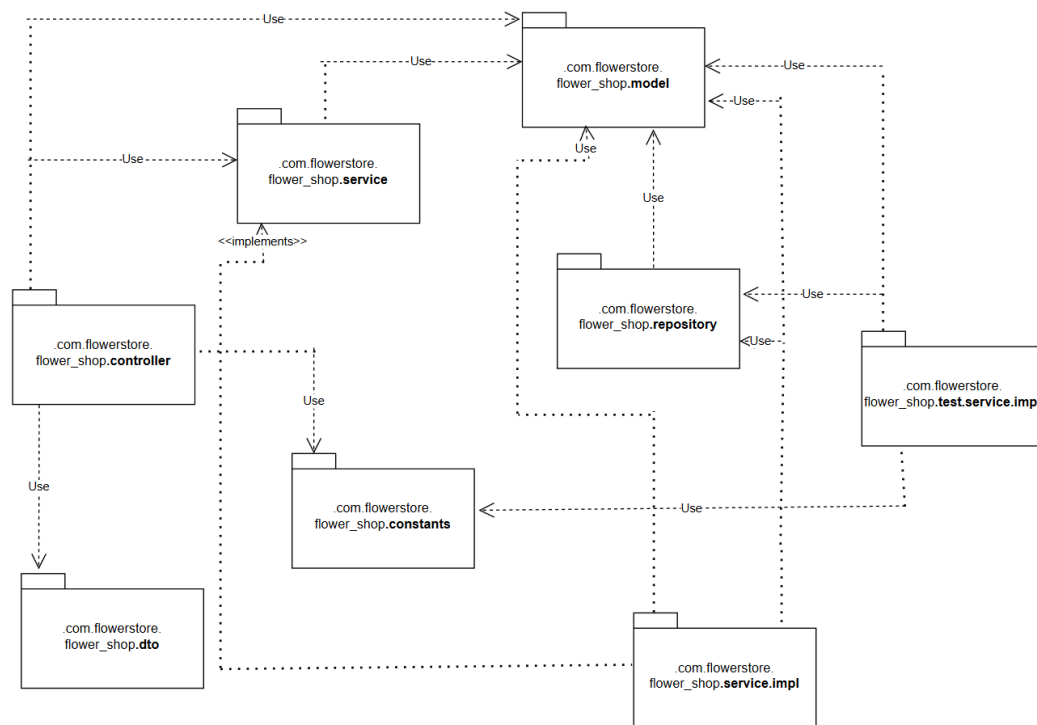 Use
.com.flowerstore.
flower_shop.model
Use
Use
Use
.com.flowerstore.
flower_shop.service
Use
Use
Use
<<implements>>
.com.flowerstore.
flower_shop.repository
Use
Use
.com.flowerstore.
flower_shop.controller
.com.flowerstore.
flower_shop.test.service.imp
Use
Use
.com.flowerstore.
flower_shop.constants
Use
.com.flowerstore.
flower_shop.dto
.com.flowerstore.
flower_shop.service.impl